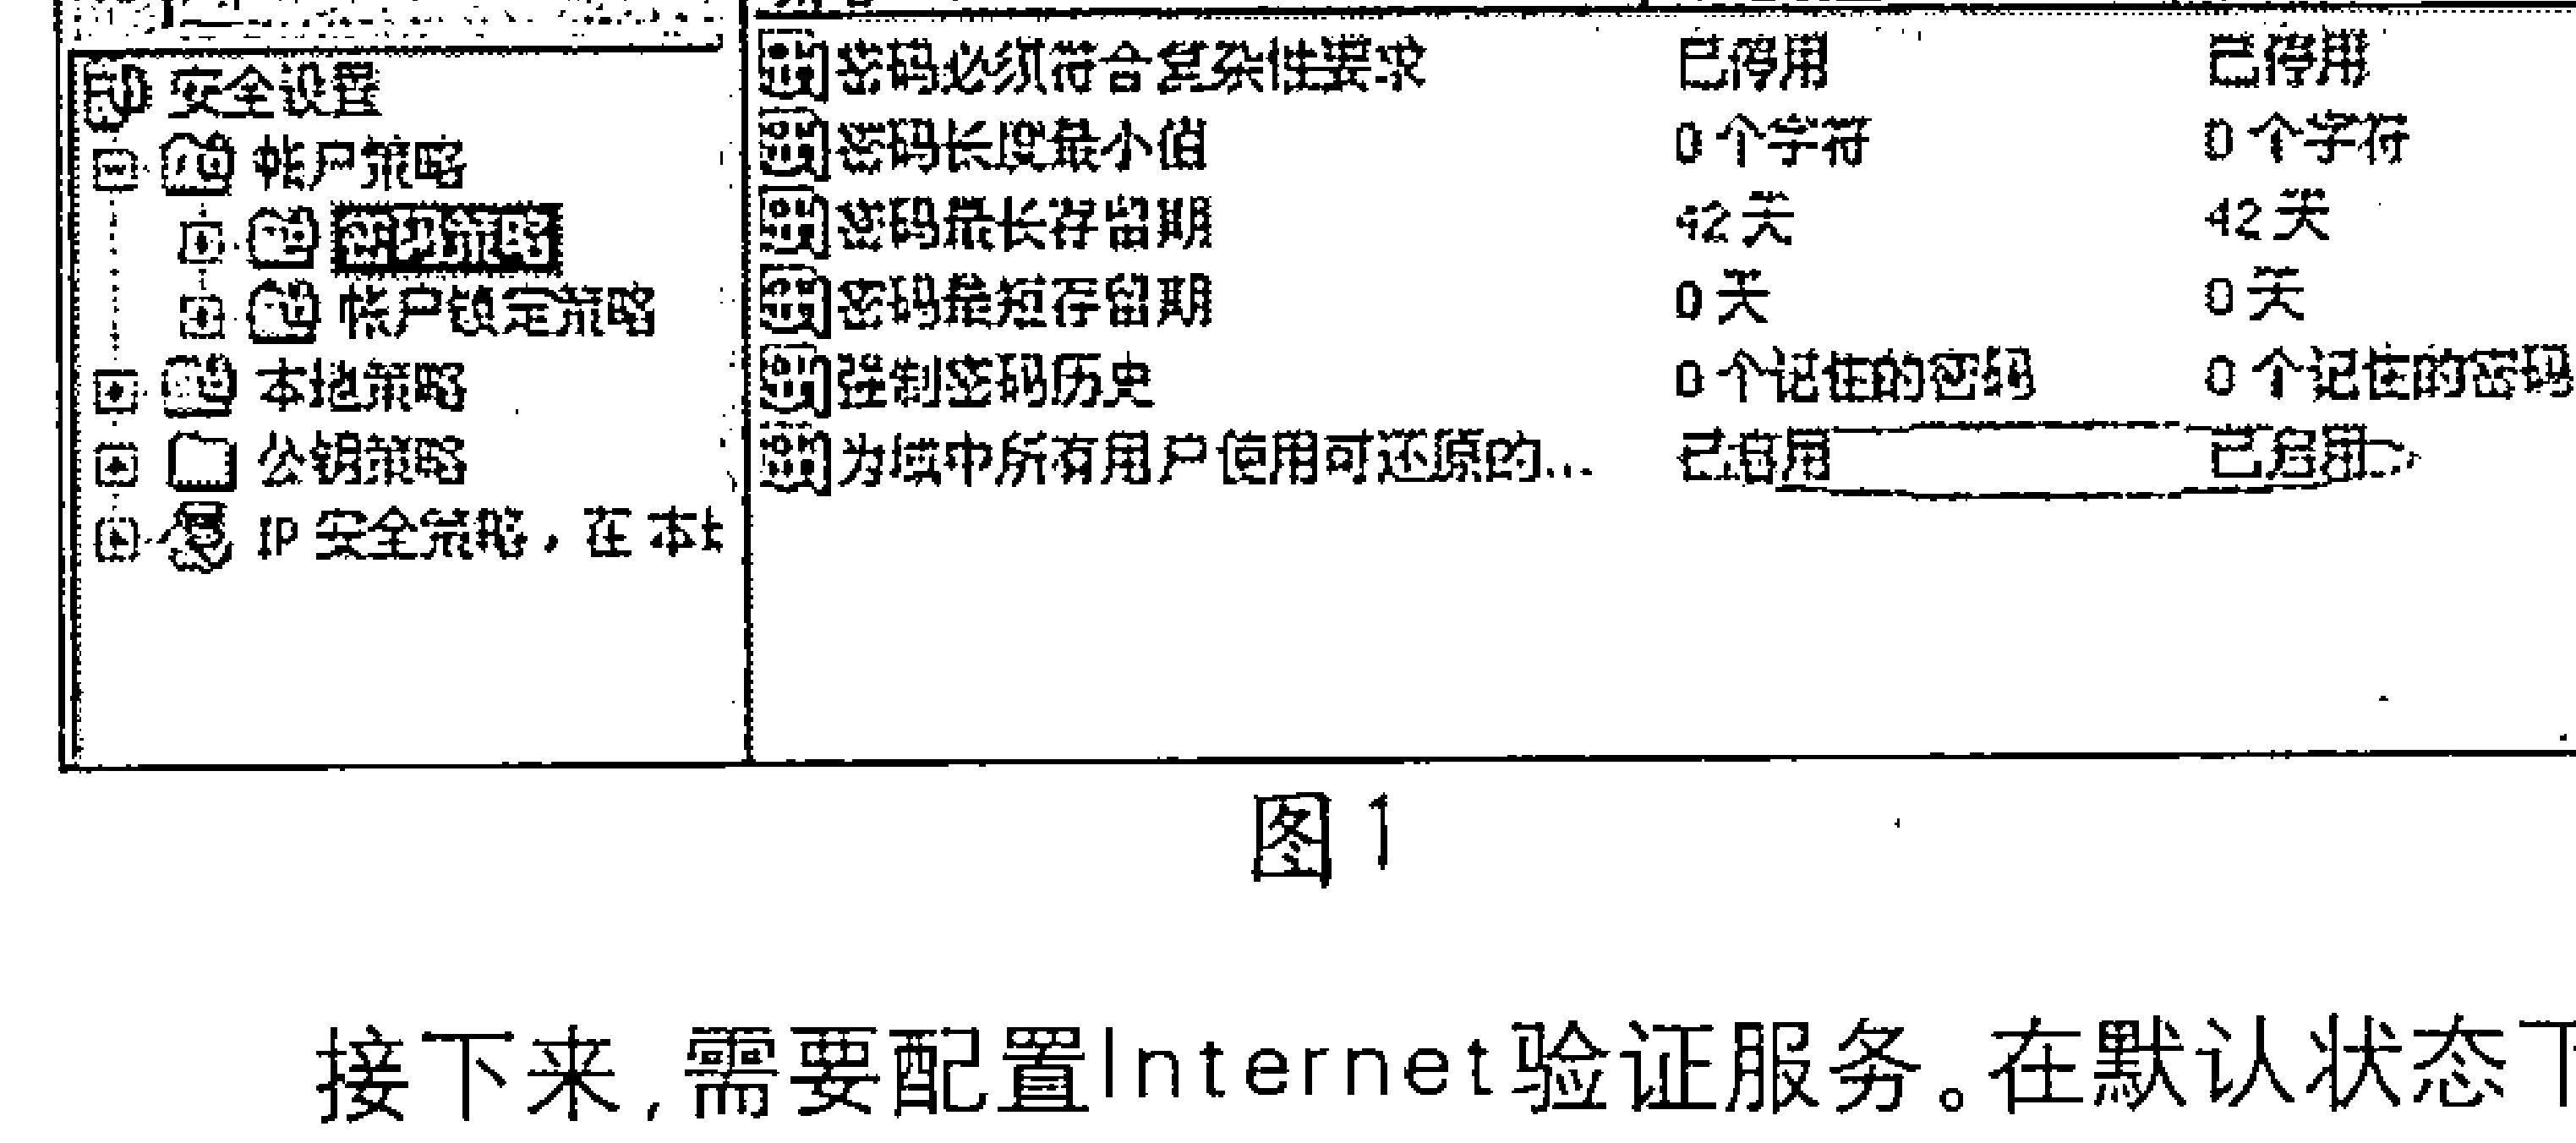 安全设置
帐户策略
密码策略
帐户锁定策略
本地策略
公钥策略
IP 安全策略，在 本
密码必须符合复杂性要求 已停用 已停用
密码长度最小值 0 个字符 0 个字符
密码最长存留期 42 天 42 天
密码最短存留期 0 天 0 天
强制密码历史 0 个记住的密码 0 个记住的密码
为域中所有用户使用可还原的... 已启用 已启用
图 1
接下来,需要配置Internet验证服务。在默认状态下